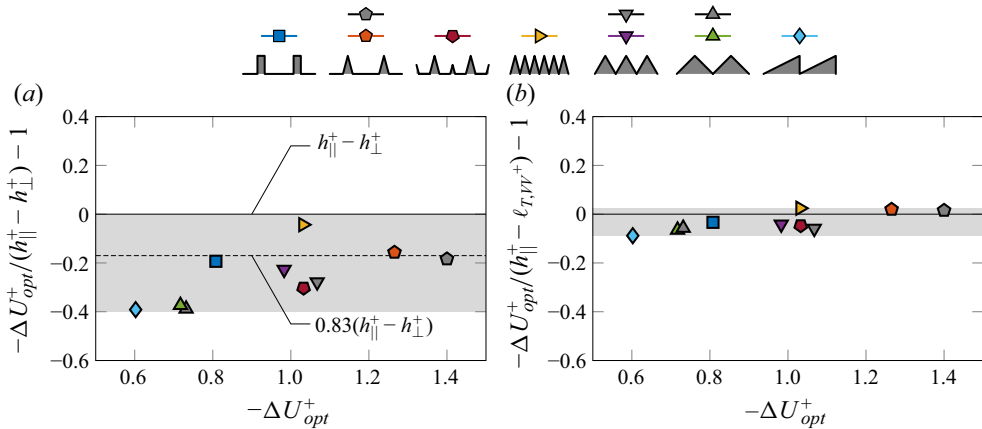 (a)
(b)
0.4
0.2
0
−0.2
−0.4
−0.6
0.6
0.8
1.0
1.2
1.4
−ΔU⁺opt
−ΔU⁺opt/(h⁺|| − h⁺⊥) − 1
h⁺|| − h⁺⊥
0.83(h⁺|| − h⁺⊥)
0.4
0.2
0
−0.2
−0.4
−0.6
0.6
0.8
1.0
1.2
1.4
−ΔU⁺opt
−ΔU⁺opt/(h⁺|| − ℓT,VV⁺) − 1